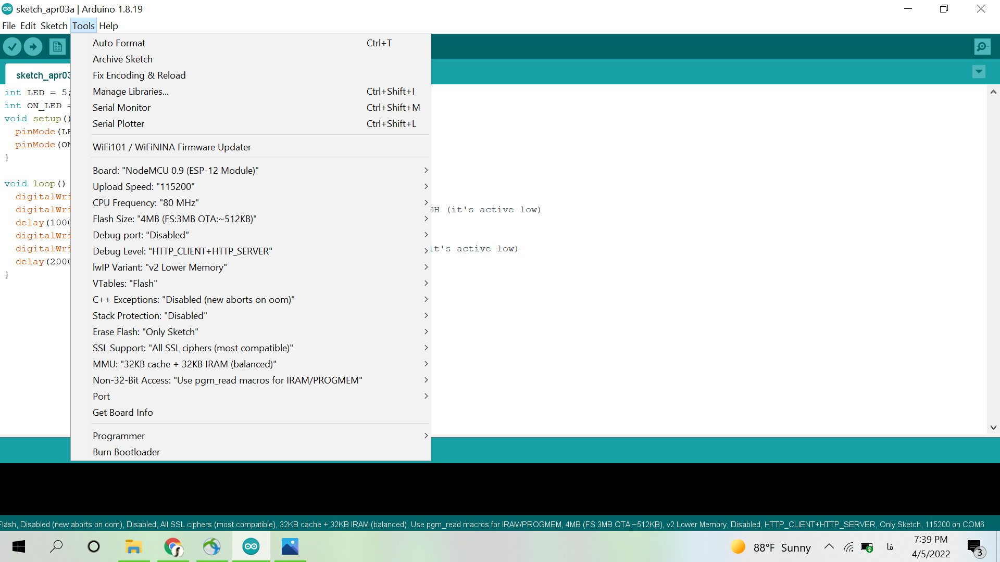 sketch_apr03a | Arduino 1.8.19
File Edit Sketch Tools Help
sketch_apr03
int LED = 5;
int ON_LED =
void setup()
pinMode(LE
pinMode(ON
}
void loop()
digitalWri
digitalWri
GH (it's active low)
delay(1000
digitalWri
digitalWri
it's active low)
delay(2000
}
Auto Format Ctrl+T
Archive Sketch
Fix Encoding & Reload
Manage Libraries... Ctrl+Shift+I
Serial Monitor Ctrl+Shift+M
Serial Plotter Ctrl+Shift+L
WiFi101 / WiFiNINA Firmware Updater
Board: "NodeMCU 0.9 (ESP-12 Module)"
Upload Speed: "115200"
CPU Frequency: "80 MHz"
Flash Size: "4MB (FS:3MB OTA:~512KB)"
Debug port: "Disabled"
Debug Level: "HTTP_CLIENT+HTTP_SERVER"
lwIP Variant: "v2 Lower Memory"
VTables: "Flash"
C++ Exceptions: "Disabled (new aborts on oom)"
Stack Protection: "Disabled"
Erase Flash: "Only Sketch"
SSL Support: "All SSL ciphers (most compatible)"
MMU: "32KB cache + 32KB IRAM (balanced)"
Non-32-Bit Access: "Use pgm_read macros for IRAM/PROGMEM"
Port
Get Board Info
Programmer
Burn Bootloader
Flash, Disabled (new aborts on oom), Disabled, All SSL ciphers (most compatible), 32KB cache + 32KB IRAM (balanced), Use pgm_read macros for IRAM/PROGMEM, 4MB (FS:3MB OTA:~512KB), v2 Lower Memory, Disabled, HTTP_CLIENT+HTTP_SERVER, Only Sketch, 115200 on COM6
88°F Sunny
فا
7:39 PM
4/5/2022
3